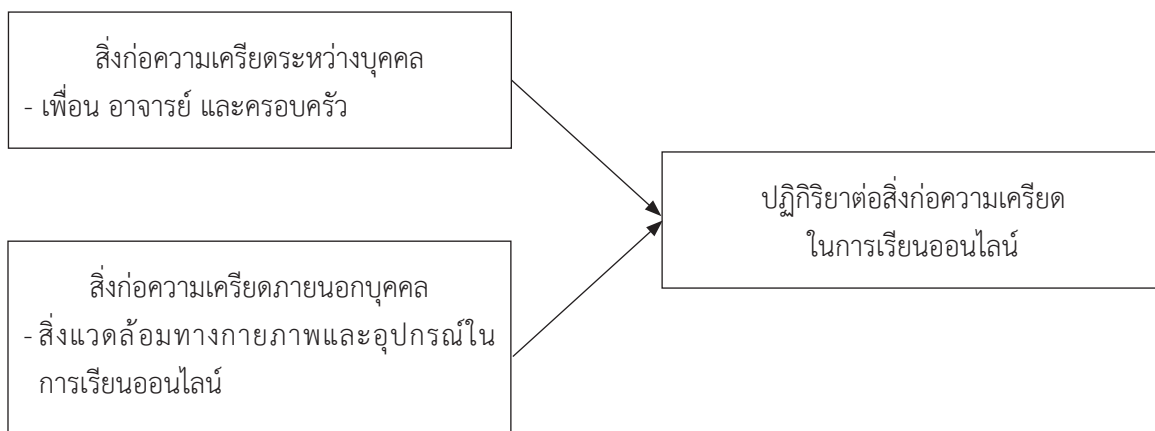 สิ่งก่อความเครียดระหว่างบุคคล
- เพื่อน อาจารย์ และครอบครัว
ปฏิกิริยาต่อสิ่งก่อความเครียด
ในการเรียนออนไลน์
สิ่งก่อความเครียดภายนอกบุคคล
- สิ่งแวดล้อมทางกายภาพและอุปกรณ์ใน
การเรียนออนไลน์